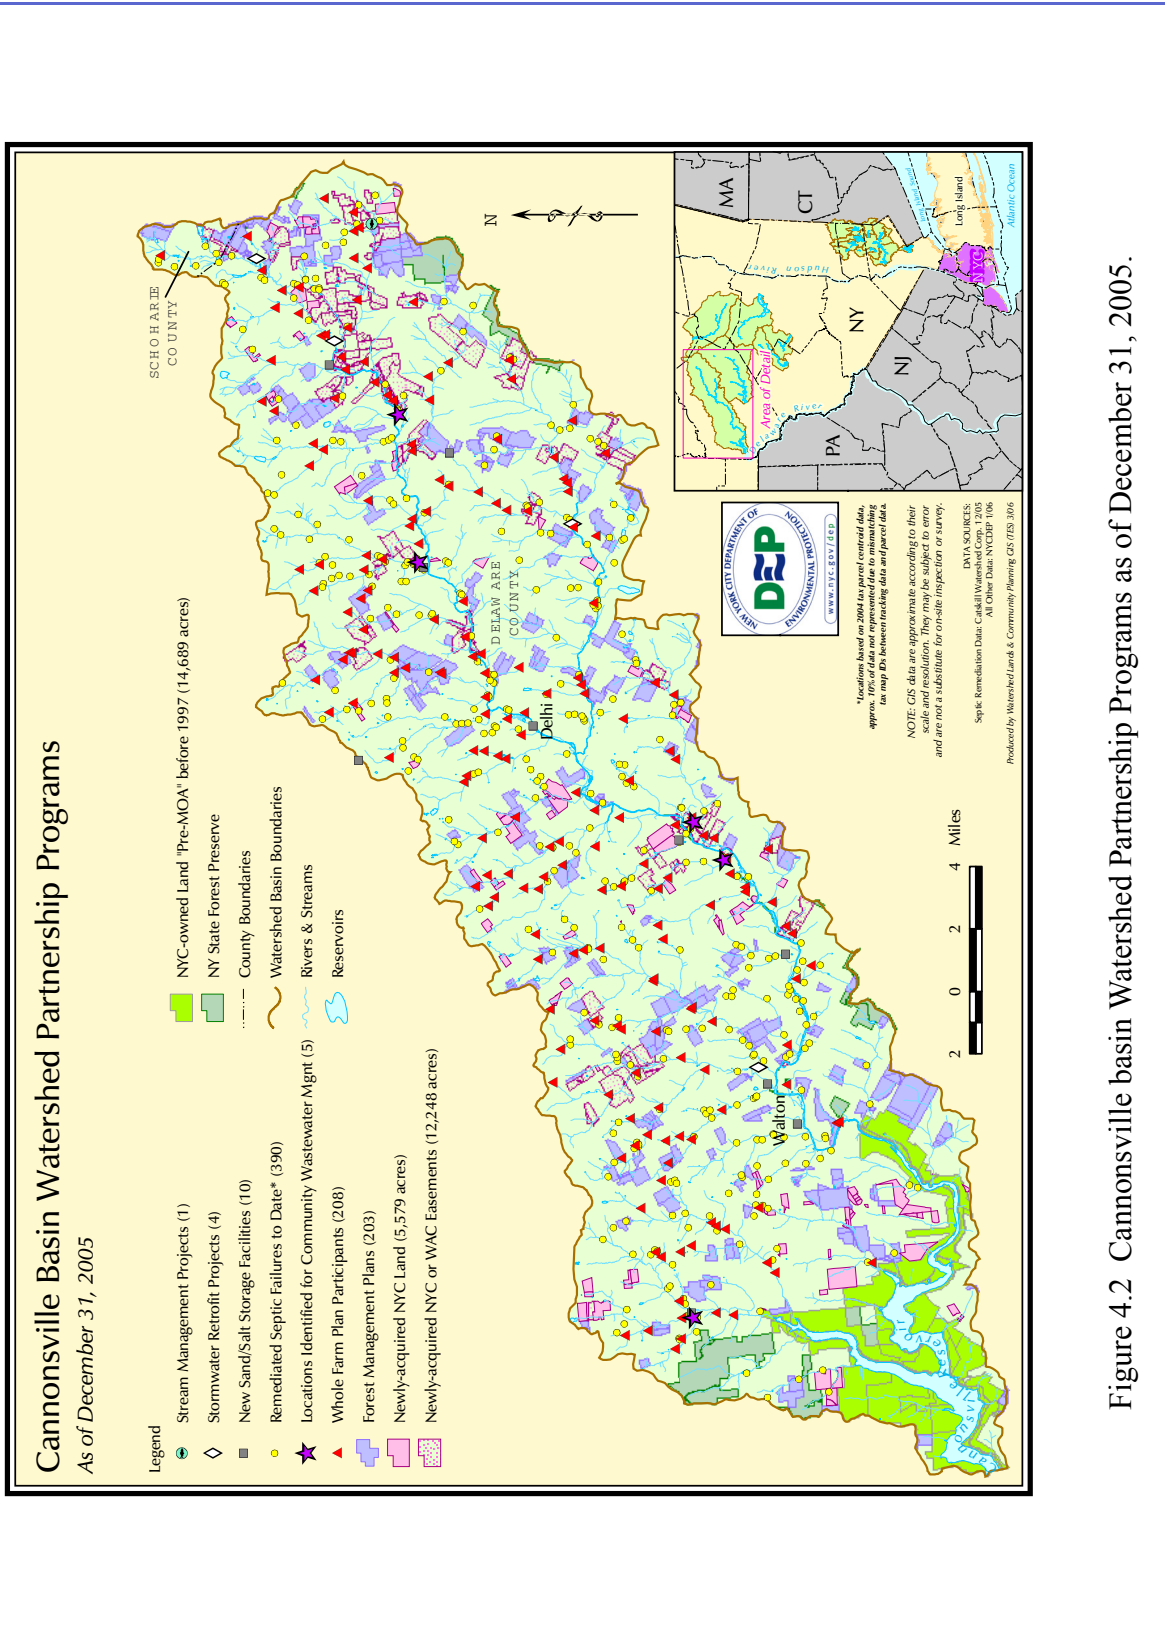 Cannonsville Basin Watershed Partnership Programs
As of December 31, 2005
Legend
Stream Management Projects (1)
Stormwater Retrofit Projects (4)
New Sand/Salt Storage Facilities (10)
Remediated Septic Failures to Date* (390)
Locations Identified for Community Wastewater Mgnt (5)
Whole Farm Plan Participants (208)
Forest Management Plans (203)
Newly-acquired NYC Land (5,579 acres)
Newly-acquired NYC or WAC Easements (12,248 acres)
NYC-owned Land "Pre-MOA" before 1997 (14,689 acres)
NY State Forest Preserve
County Boundaries
Watershed Basin Boundaries
Rivers & Streams
Reservoirs
SCHOHARIE
COUNTY
DELAWARE
COUNTY
Delhi
Walton
Cannonsville Reservoir
N
2 0 2 4 Miles
NEW YORK CITY DEPARTMENT OF
DEP
ENVIRONMENTAL PROTECTION
www.nyc.gov/dep
*Locations based on 2004 tax parcel centroid data,
approx. 10% of data not represented due to mismatching
tax map IDs between tracking data and parcel data.
NOTE: GIS data are approximate according to their
scale and resolution. They may be subject to error
and are not a substitute for on-site inspection or survey.
DATA SOURCES:
Septic Remediation Data: Catskill Watershed Corp. 12/05
All Other Data: NYCDEP 1/06
Produced by Watershed Lands & Community Planning GIS (TES) 3/06
MA
CT
NY
NJ
PA
NYC
Area of Detail
Delaware River
Hudson River
Long Island Sound
Long Island
Atlantic Ocean
Figure 4.2 Cannonsville basin Watershed Partnership Programs as of December 31, 2005.